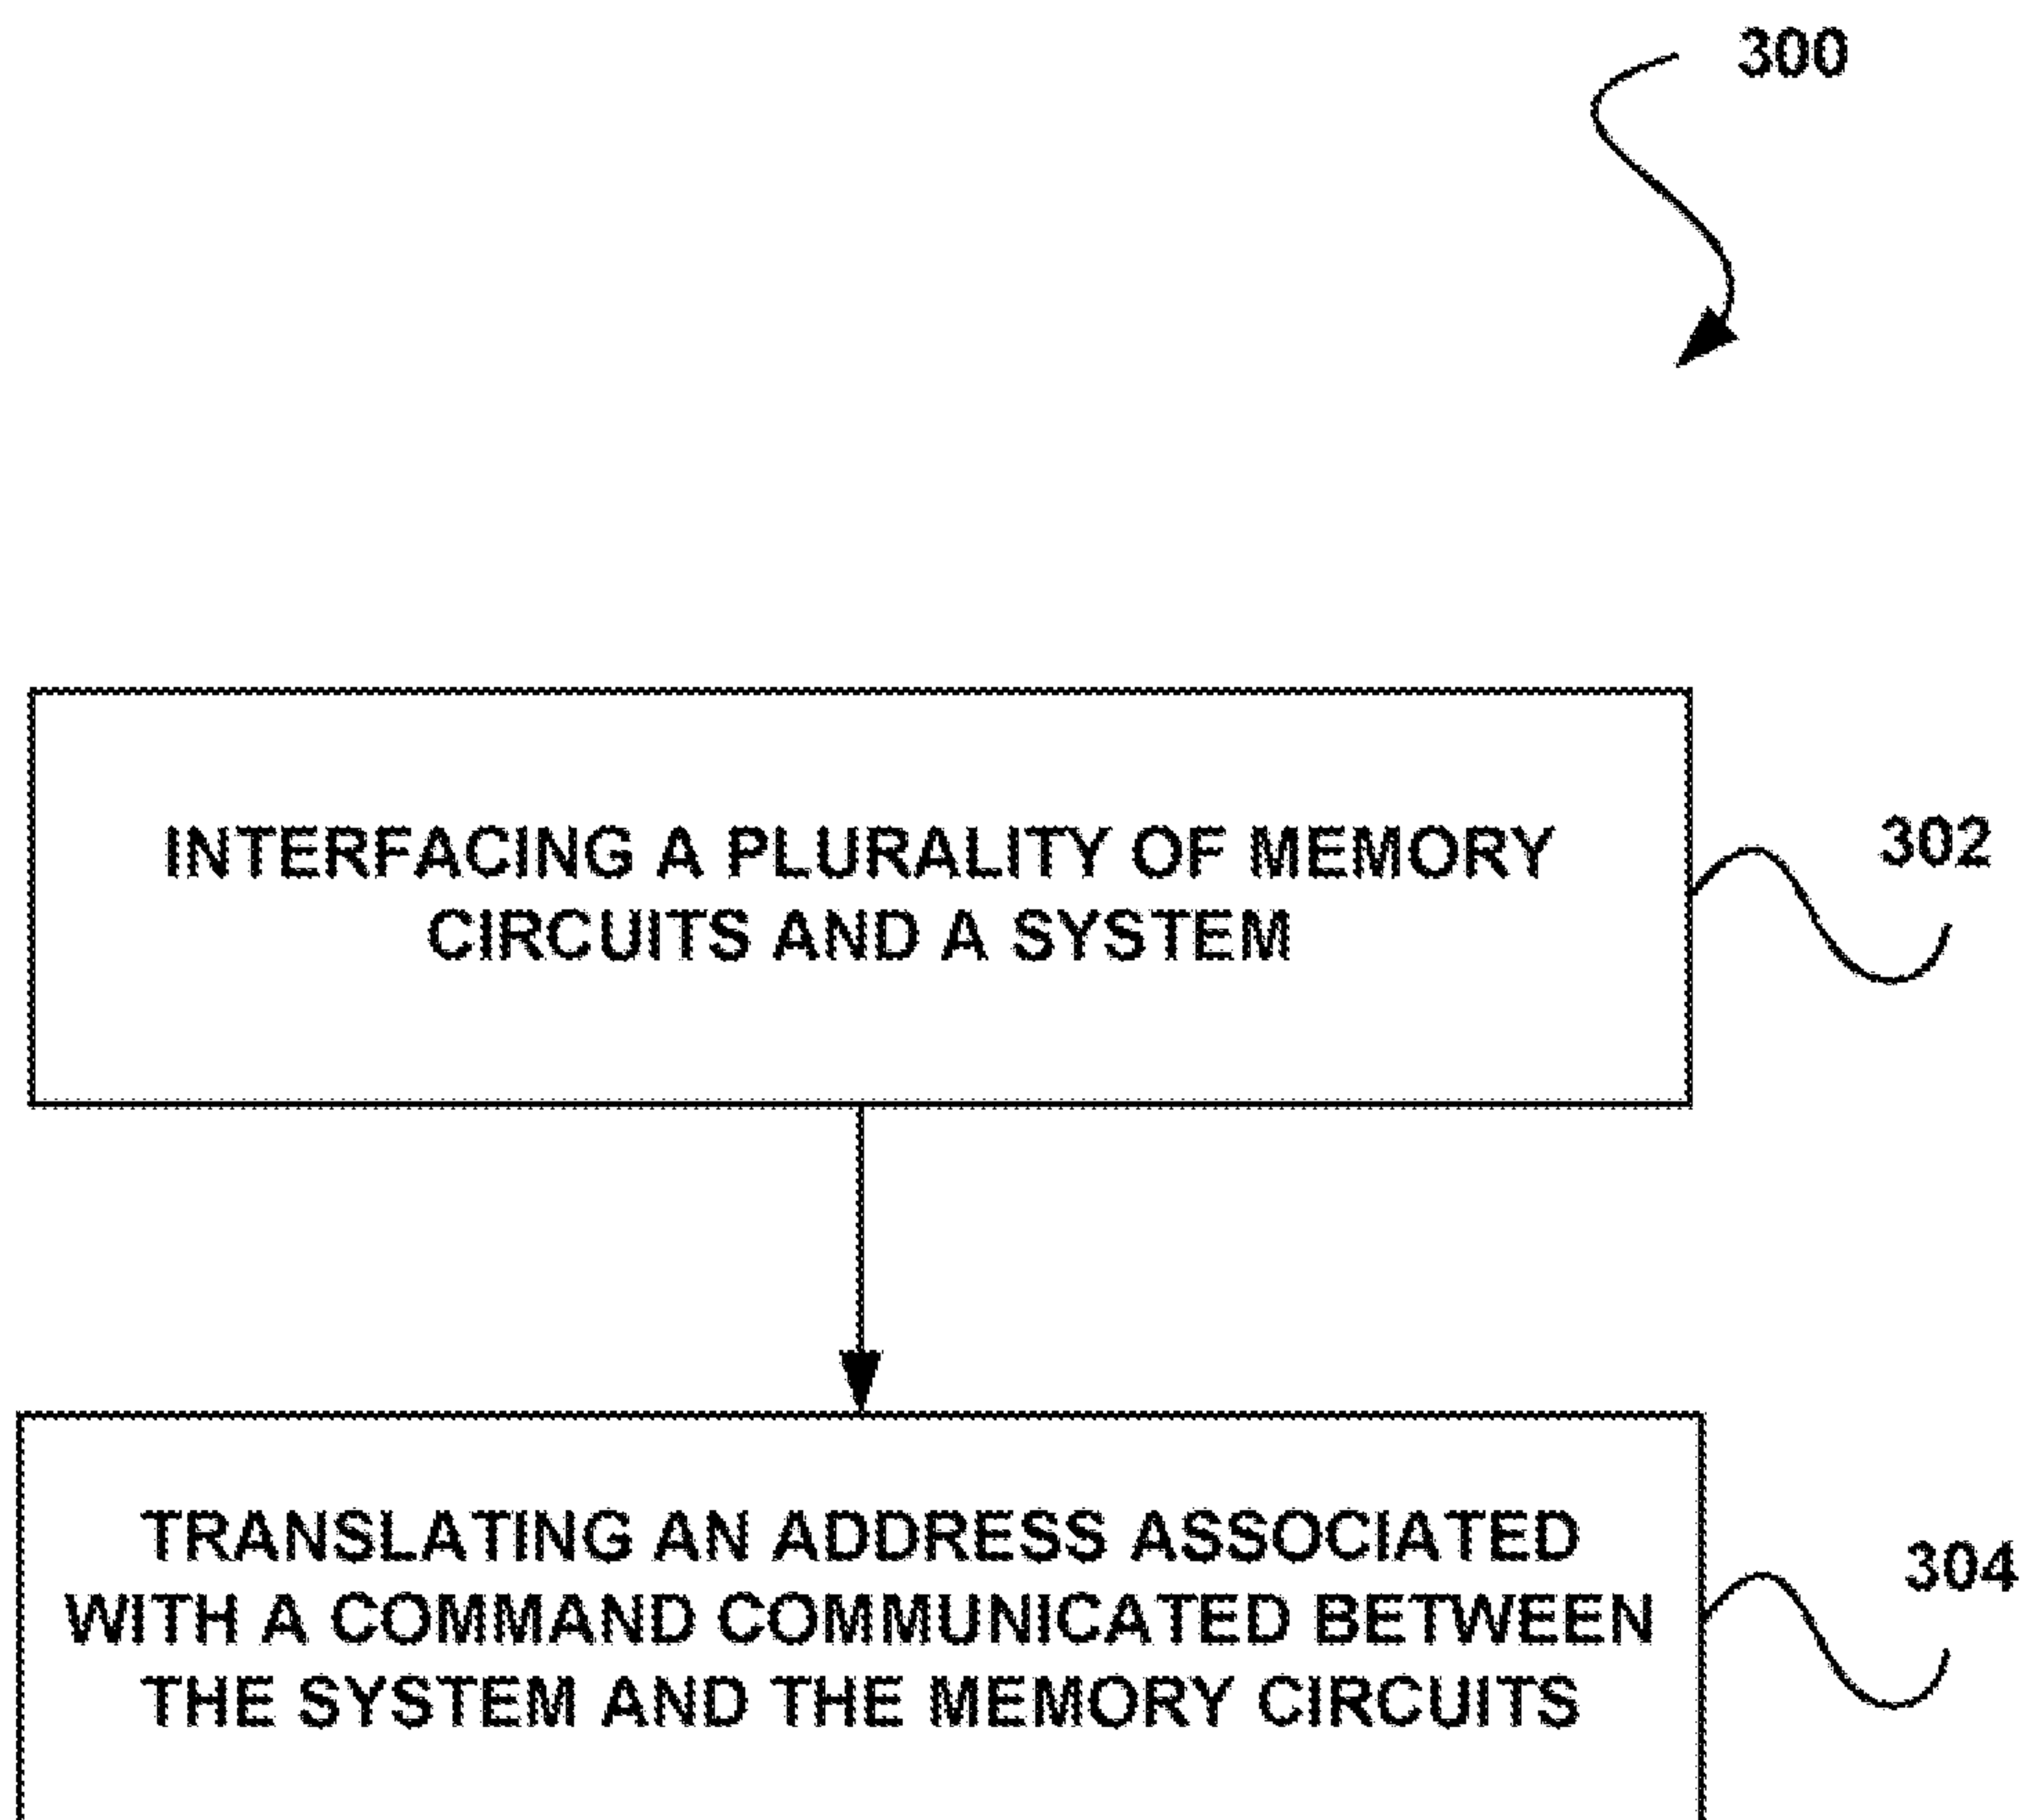 300
INTERFACING A PLURALITY OF MEMORY
CIRCUITS AND A SYSTEM
302
TRANSLATING AN ADDRESS ASSOCIATED
WITH A COMMAND COMMUNICATED BETWEEN
THE SYSTEM AND THE MEMORY CIRCUITS
304